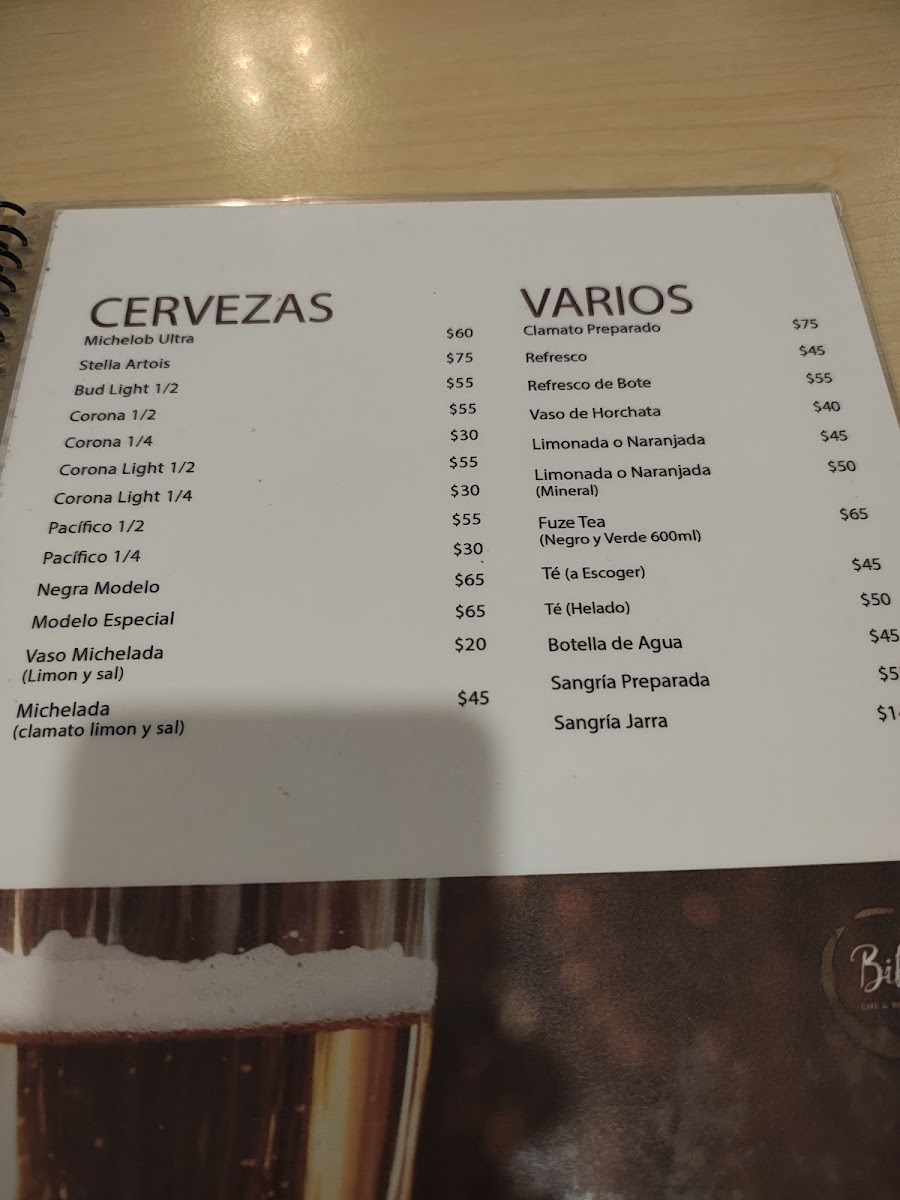 CERVEZAS
Michelob Ultra $60
Stella Artois $75
Bud Light 1/2 $55
Corona 1/2 $55
Corona 1/4 $30
Corona Light 1/2 $55
Corona Light 1/4 $30
Pacífico 1/2 $55
Pacífico 1/4 $30
Negra Modelo $65
Modelo Especial $65
Vaso Michelada $20
(Limon y sal)
Michelada $45
(clamato limon y sal)
VARIOS
Clamato Preparado $75
Refresco $45
Refresco de Bote $55
Vaso de Horchata $40
Limonada o Naranjada $45
Limonada o Naranjada $50
(Mineral)
Fuze Tea $65
(Negro y Verde 600ml)
Té (a Escoger) $45
Té (Helado) $50
Botella de Agua $45
Sangría Preparada
Sangría Jarra